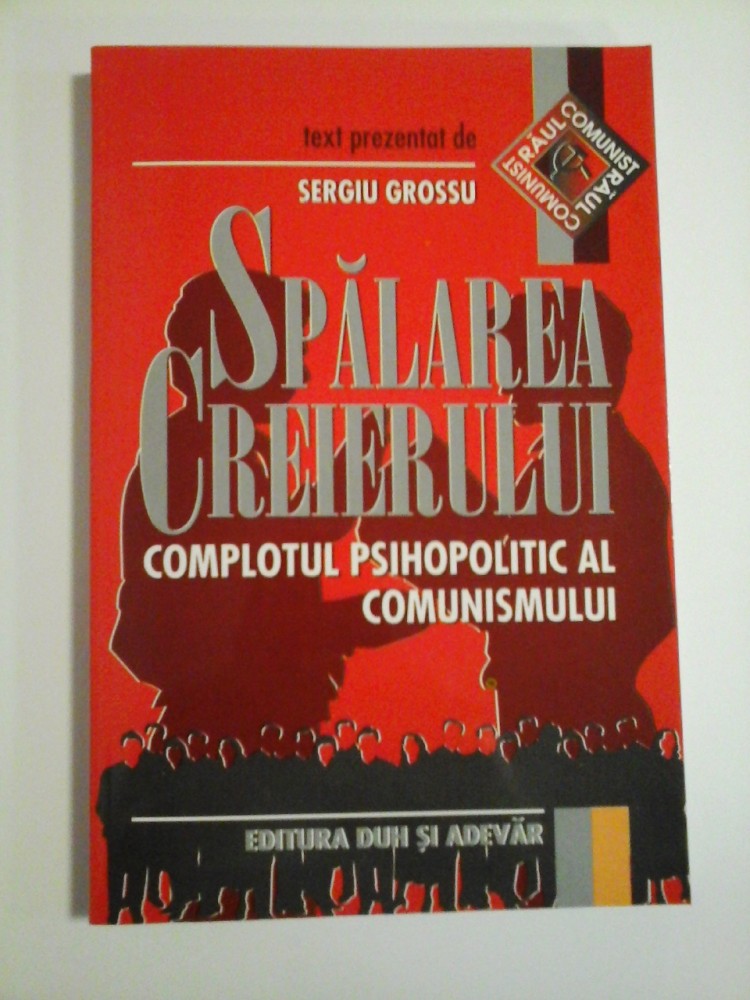 text prezentat de
SERGIU GROSSU
RĂUL COMUNIST
RĂUL COMUNIST
SPĂLAREA
CREIERULUI
COMPLOTUL PSIHOPOLITIC AL
COMUNISMULUI
EDITURA DUH ȘI ADEVĂR